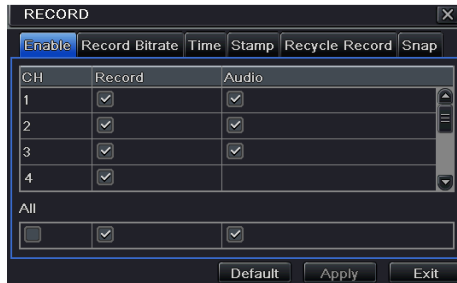 RECORD
Enable Record Bitrate Time Stamp Recycle Record Snap
CH Record Audio
1
2
3
4
All
Default Apply Exit